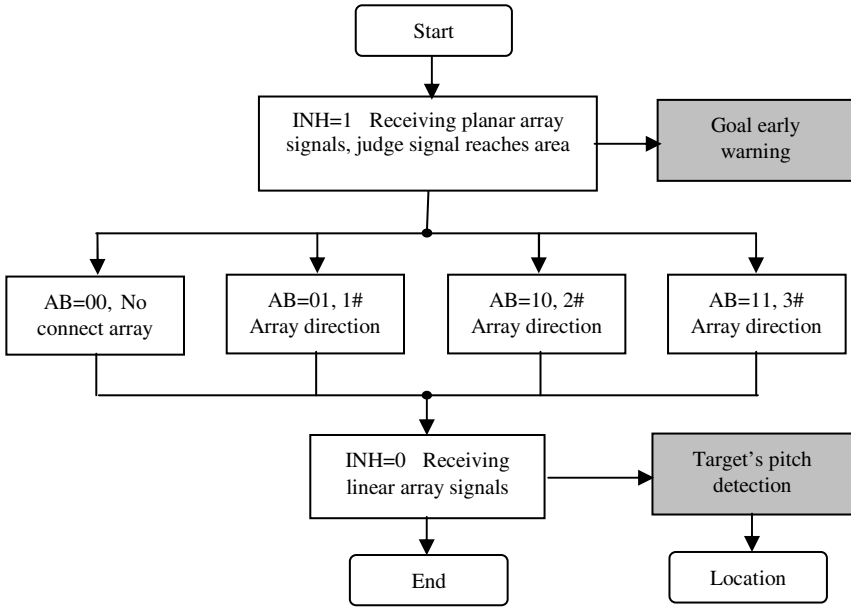 Start
INH=1 Receiving planar array
signals, judge signal reaches area
Goal early
warning
AB=00, No
connect array
AB=01, 1#
Array direction
AB=10, 2#
Array direction
AB=11, 3#
Array direction
INH=0 Receiving
linear array signals
Target's pitch
detection
End
Location